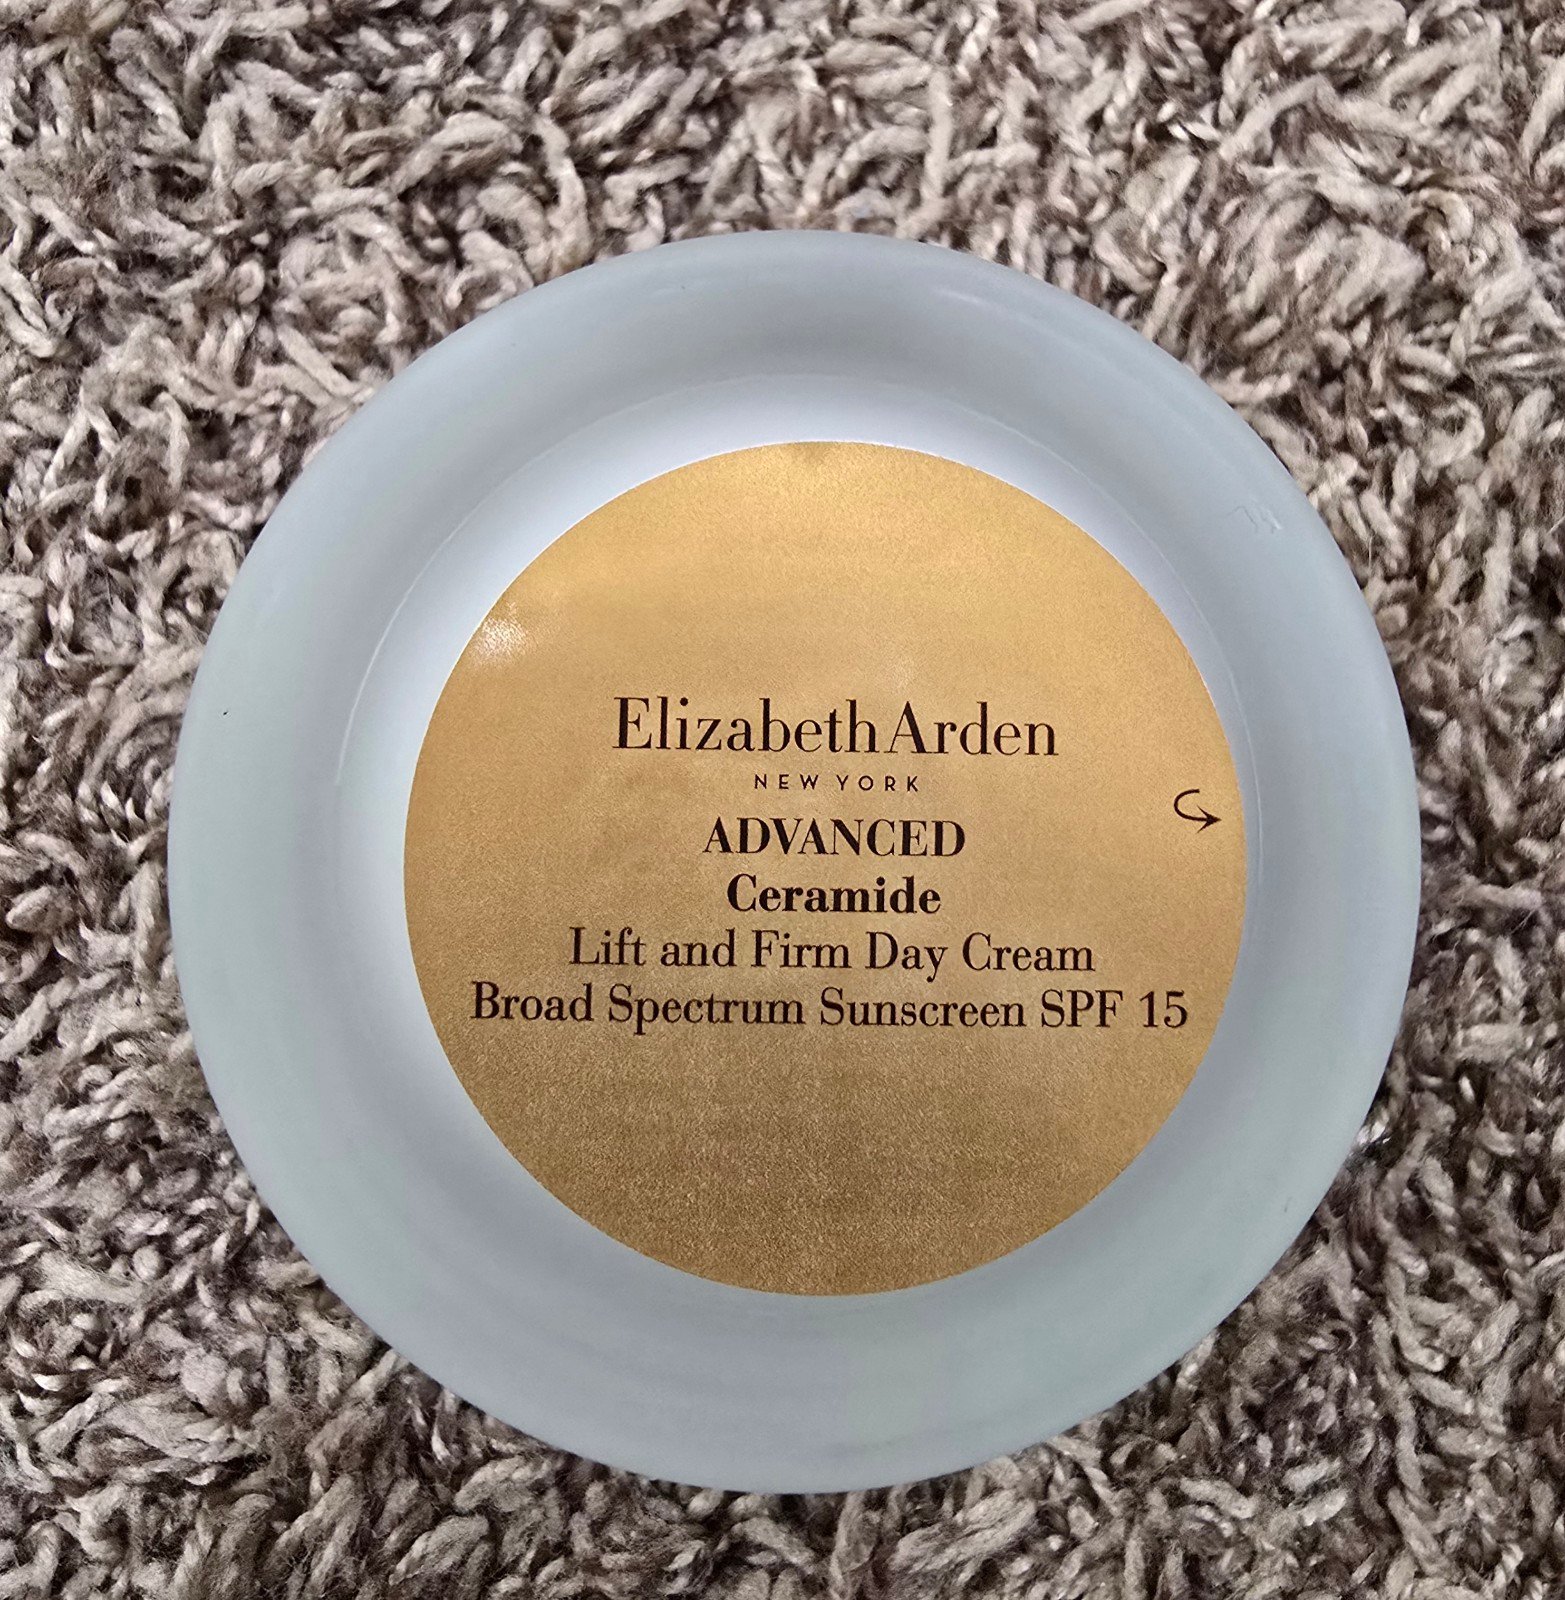 Elizabeth Arden
NEW YORK
ADVANCED
Ceramide
Lift and Firm Day Cream
Broad Spectrum Sunscreen SPF 15